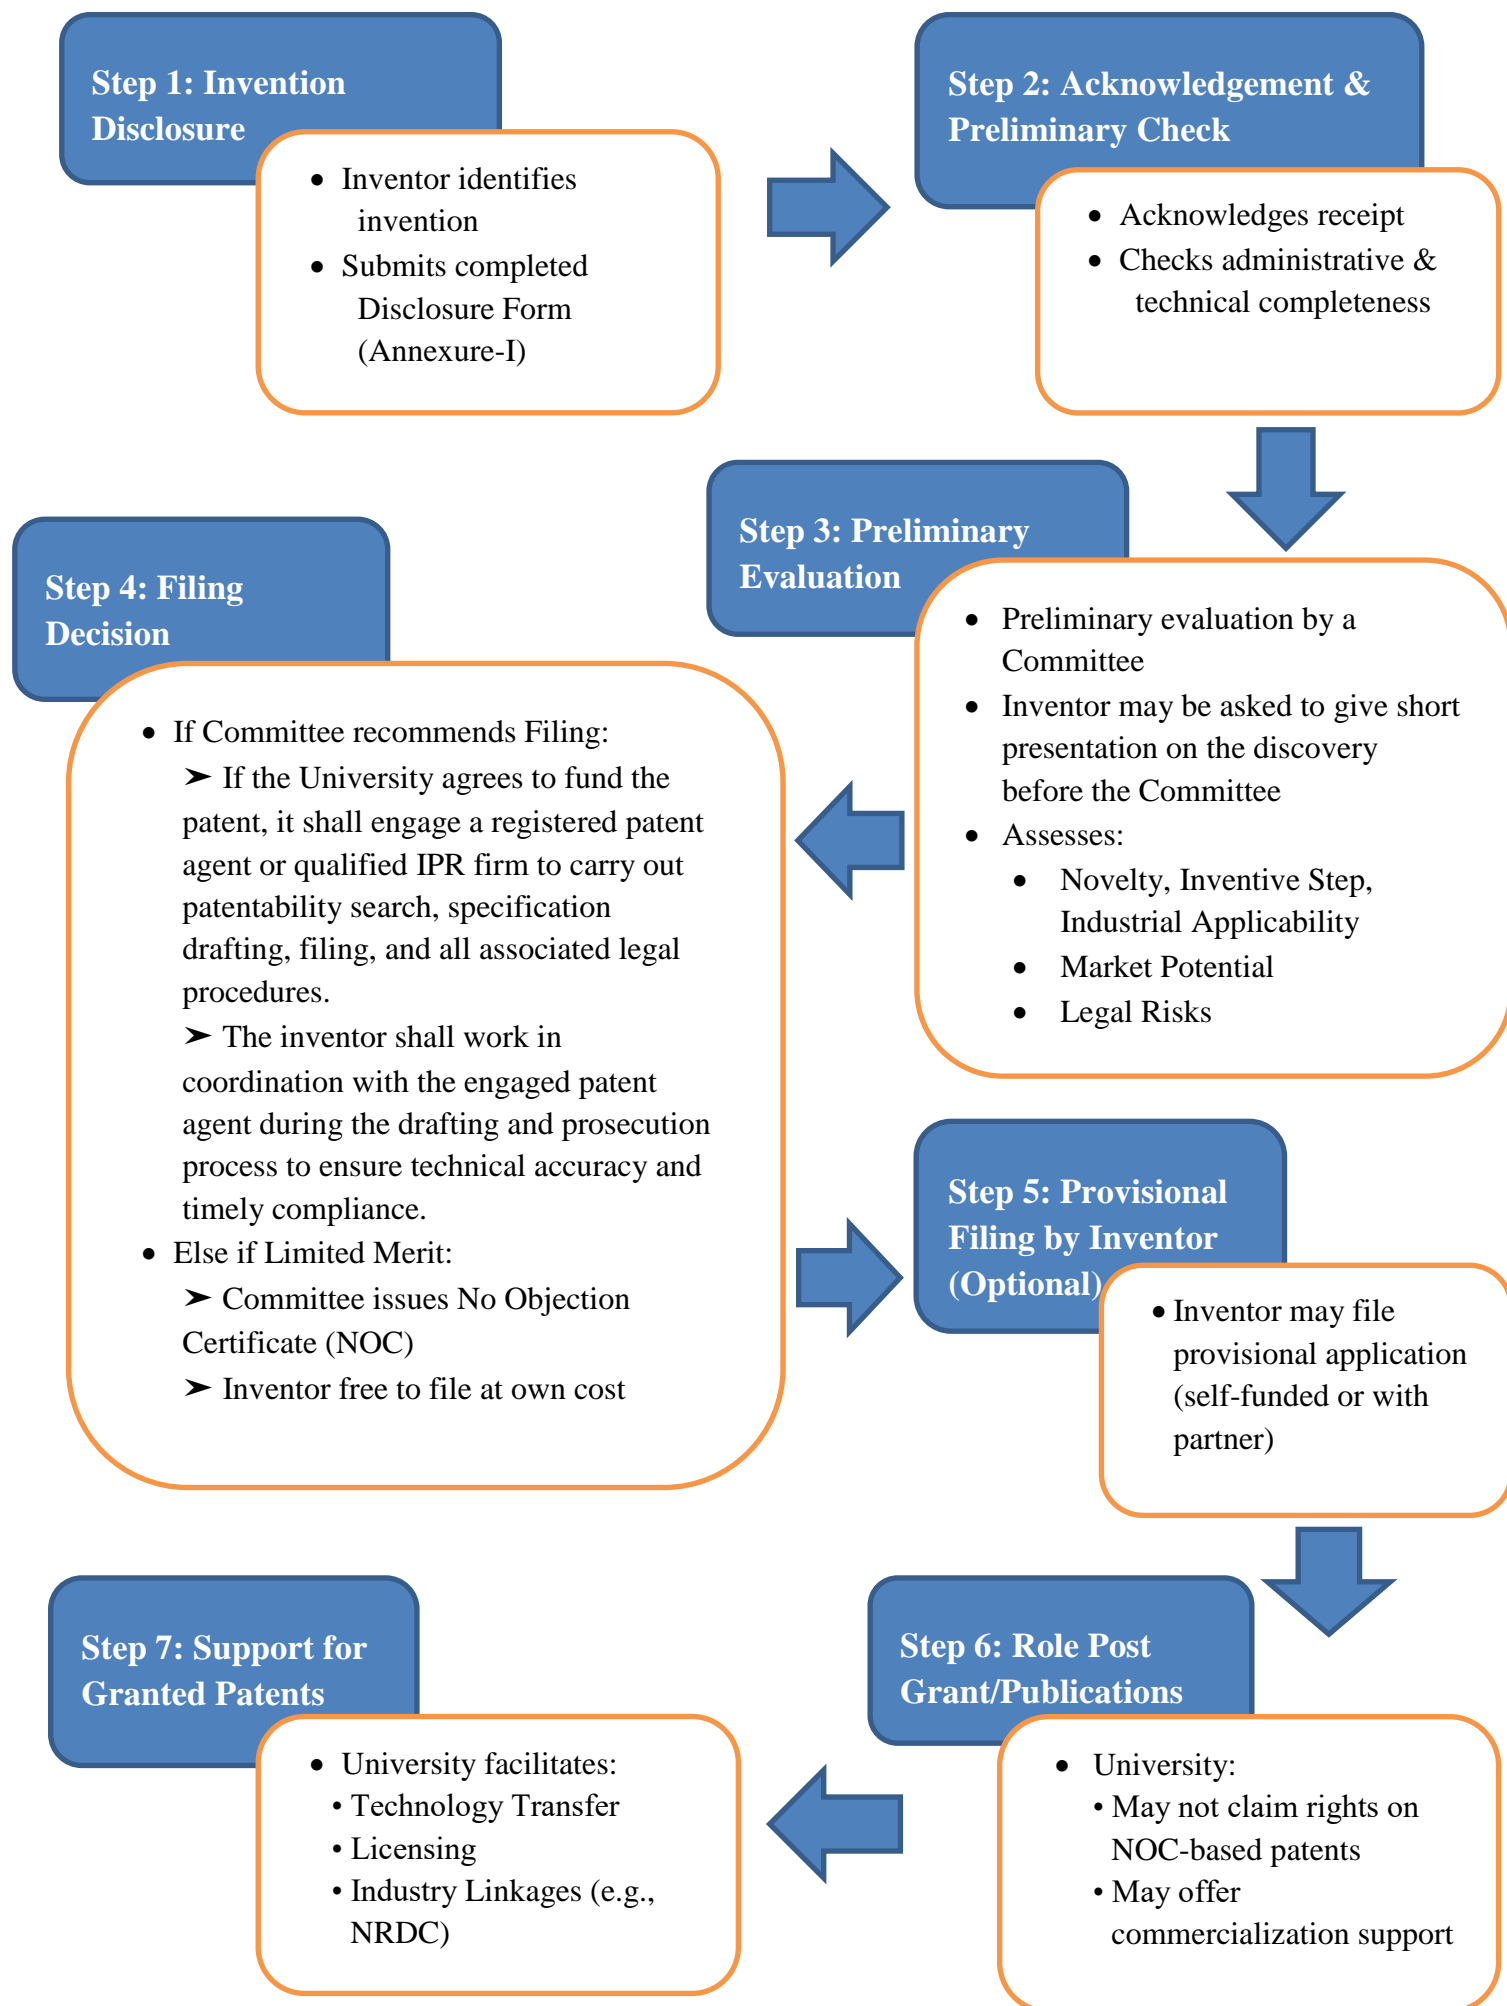 Step 1: Invention
Disclosure
• Inventor identifies
invention
• Submits completed
Disclosure Form
(Annexure-I)
Step 2: Acknowledgement &
Preliminary Check
• Acknowledges receipt
• Checks administrative &
technical completeness
Step 3: Preliminary
Evaluation
• Preliminary evaluation by a
Committee
• Inventor may be asked to give short
presentation on the discovery
before the Committee
• Assesses:
• Novelty, Inventive Step,
Industrial Applicability
• Market Potential
• Legal Risks
Step 4: Filing
Decision
• If Committee recommends Filing:
➤ If the University agrees to fund the
patent, it shall engage a registered patent
agent or qualified IPR firm to carry out
patentability search, specification
drafting, filing, and all associated legal
procedures.
➤ The inventor shall work in
coordination with the engaged patent
agent during the drafting and prosecution
process to ensure technical accuracy and
timely compliance.
• Else if Limited Merit:
➤ Committee issues No Objection
Certificate (NOC)
➤ Inventor free to file at own cost
Step 5: Provisional
Filing by Inventor
(Optional)
• Inventor may file
provisional application
(self-funded or with
partner)
Step 6: Role Post
Grant/Publications
• University:
• May not claim rights on
NOC-based patents
• May offer
commercialization support
Step 7: Support for
Granted Patents
• University facilitates:
• Technology Transfer
• Licensing
• Industry Linkages (e.g.,
NRDC)